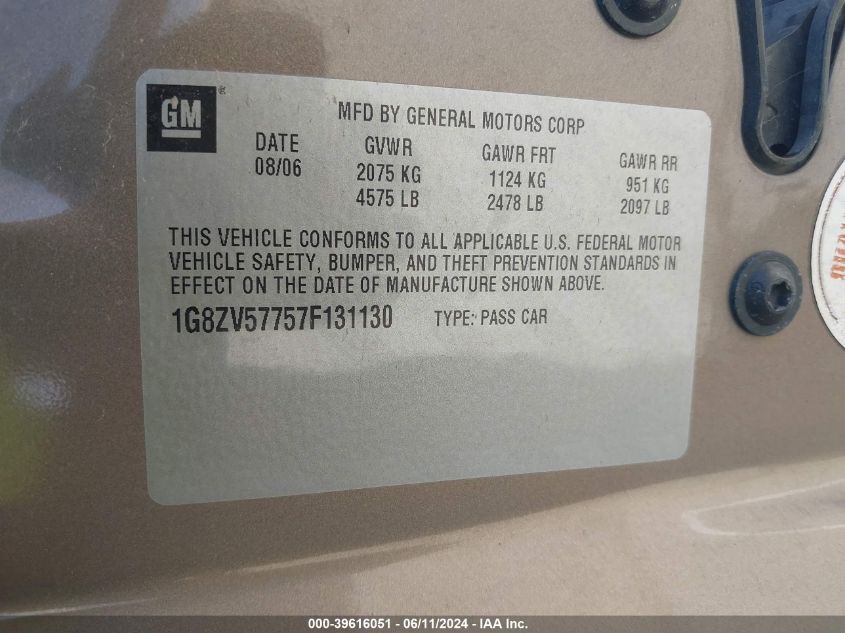 GM ®
MFD BY GENERAL MOTORS CORP
DATE GVWR GAWR FRT GAWR RR
08/06 2075 KG 1124 KG 951 KG
4575 LB 2478 LB 2097 LB
THIS VEHICLE CONFORMS TO ALL APPLICABLE U.S. FEDERAL MOTOR
VEHICLE SAFETY, BUMPER, AND THEFT PREVENTION STANDARDS IN
EFFECT ON THE DATE OF MANUFACTURE SHOWN ABOVE.
1G8ZV57757F131130 TYPE: PASS CAR
000-39616051 - 06/11/2024 - IAA Inc.